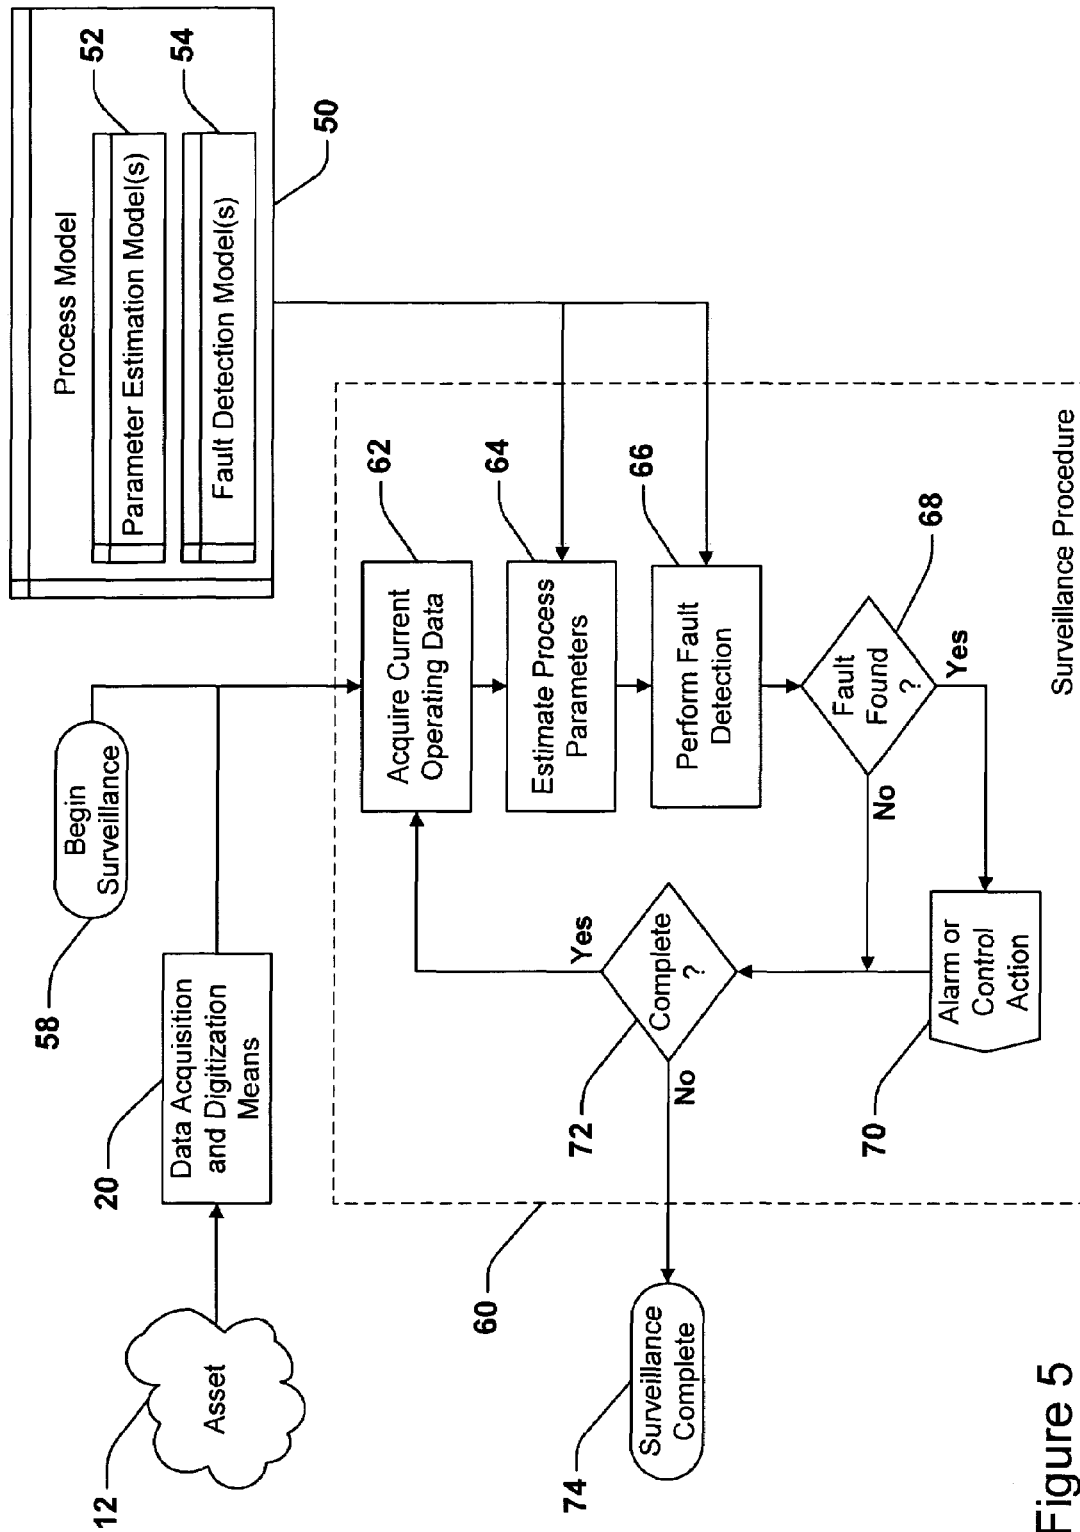 12
Asset
20
Data Acquisition
and Digitization
Means
58
Begin
Surveillance
Process Model
52
Parameter Estimation Model(s)
54
Fault Detection Model(s)
50
62
Acquire Current
Operating Data
64
Estimate Process
Parameters
66
Perform Fault
Detection
68
Fault
Found
?
Yes
No
70
Alarm or
Control
Action
72
Complete
?
Yes
No
60
74
Surveillance
Complete
Surveillance Procedure
Figure 5